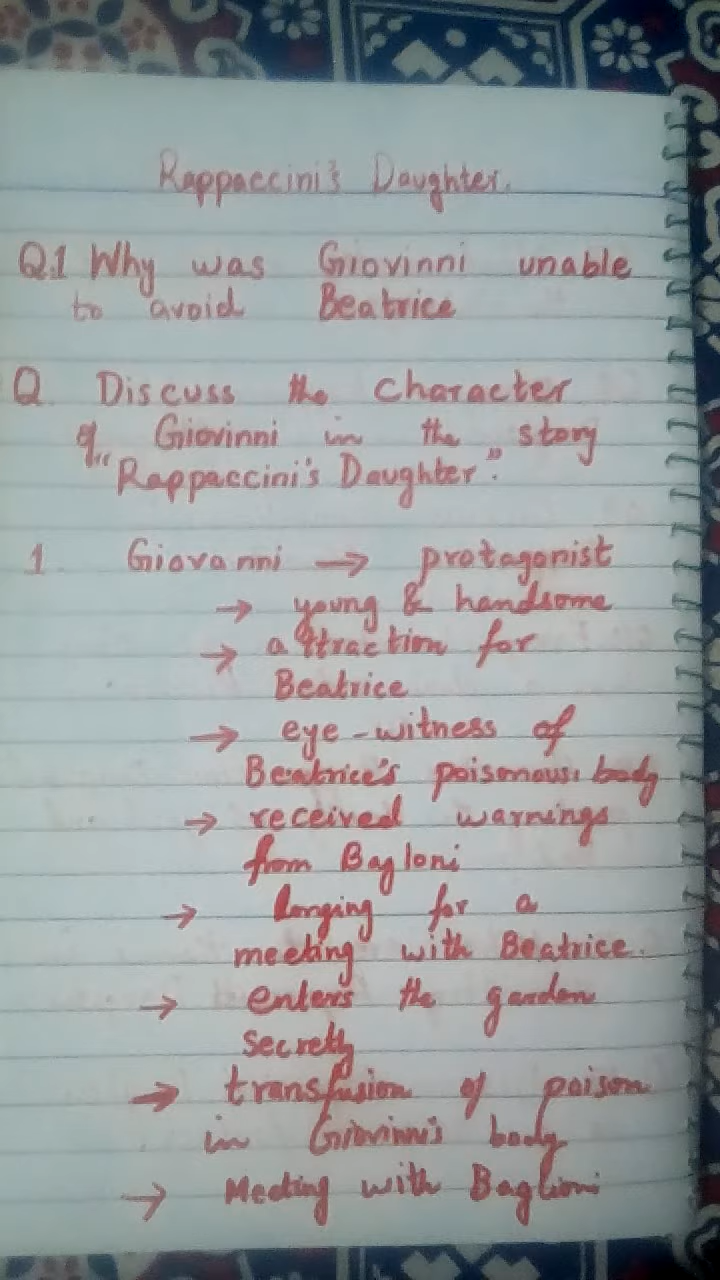 Rappaccini's Daughter.
Q.1 Why was Giovinni unable
to avoid Beatrice
Q Discuss the character
of Giovinni in the story
"Rappaccini's Daughter".
1 Giovanni → protagonist
→ young & handsome
→ attraction for
Beatrice
→ eye-witness of
Beatrice's poisonous body
→ received warnings
from Bagloni
→ longing for a
meeting with Beatrice.
→ enters the garden
secretly
→ transfusion of poison
in Giovinni's body
→ Meeting with Baglioni